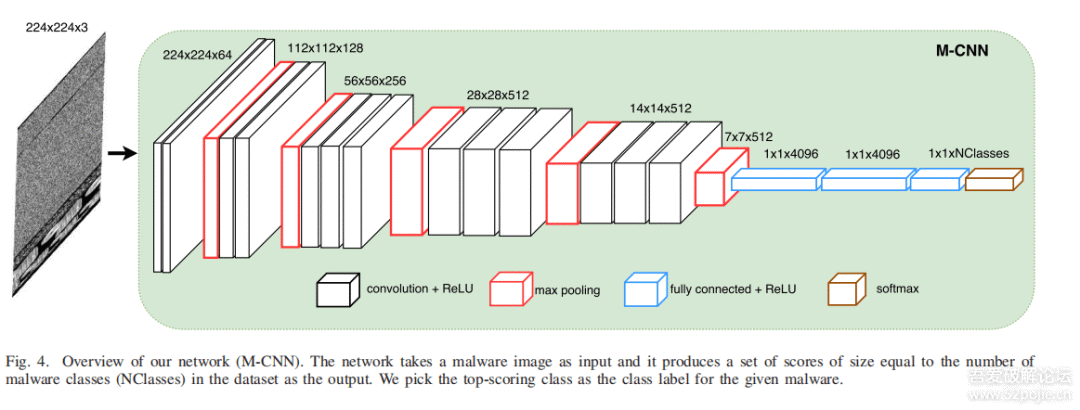 224x224x3
M-CNN
224x224x64
112x112x128
56x56x256
28x28x512
14x14x512
7x7x512
1x1x4096
1x1x4096
1x1xNClasses
convolution + ReLU
max pooling
fully connected + ReLU
softmax
Fig. 4. Overview of our network (M-CNN). The network takes a malware image as input and it produces a set of scores of size equal to the number of
malware classes (NClasses) in the dataset as the output. We pick the top-scoring class as the class label for the given malware.
吾爱破解论坛
www.52pojie.cn